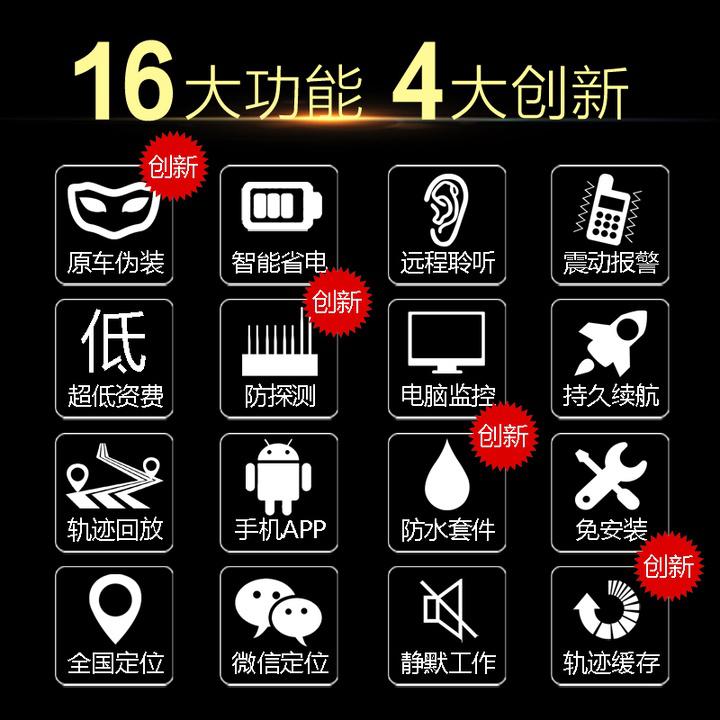 16大功能 4大创新
创新
原车伪装
智能省电
远程聆听
震动报警
创新
低
超低资费
防探测
电脑监控
持久续航
创新
轨迹回放
手机APP
防水套件
免安装
创新
全国定位
微信定位
静默工作
轨迹缓存